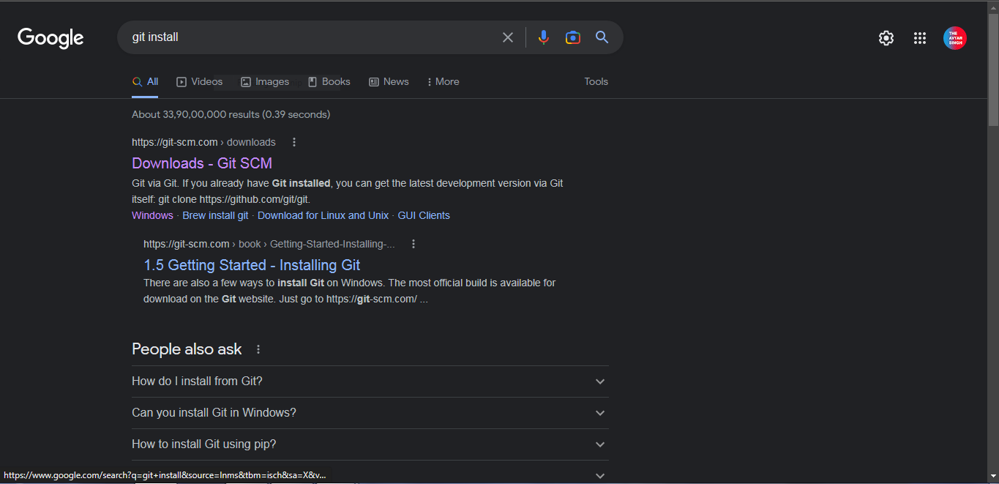 Google
git install
THE
AVTAR
SINGH
All Videos Images Books News More Tools
About 33,90,00,000 results (0.39 seconds)
https://git-scm.com › downloads
Downloads - Git SCM
Git via Git. If you already have Git installed, you can get the latest development version via Git
itself: git clone https://github.com/git/git.
Windows · Brew install git · Download for Linux and Unix · GUI Clients
https://git-scm.com › book › Getting-Started-Installing-...
1.5 Getting Started - Installing Git
There are also a few ways to install Git on Windows. The most official build is available for
download on the Git website. Just go to https://git-scm.com/ ...
People also ask
How do I install from Git?
Can you install Git in Windows?
How to install Git using pip?
https://www.google.com/search?q=git+install&source=lnms&tbm=isch&sa=X&v...